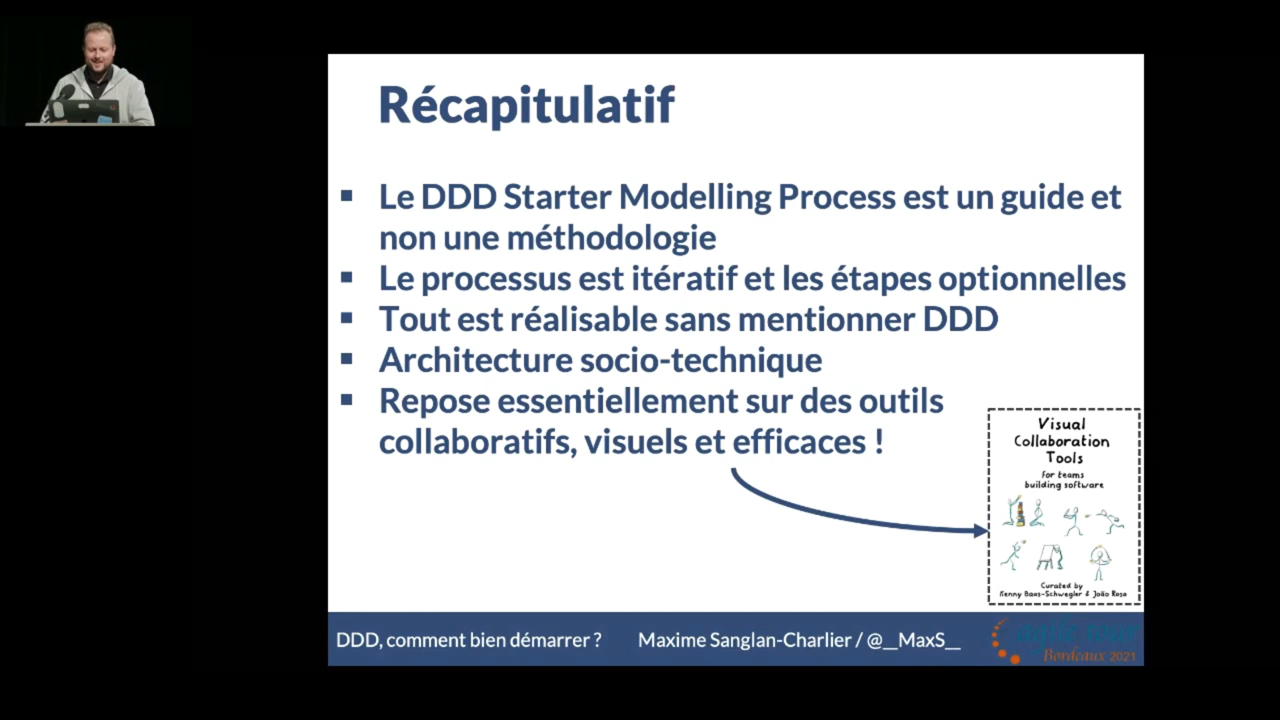 Récapitulatif
▪ Le DDD Starter Modelling Process est un guide et
non une méthodologie
▪ Le processus est itératif et les étapes optionnelles
▪ Tout est réalisable sans mentionner DDD
▪ Architecture socio-technique
▪ Repose essentiellement sur des outils
collaboratifs, visuels et efficaces !
Visual
Collaboration
Tools
for teams
building software
Curated by
Kenny Baas-Schwegler & João Rosa
DDD, comment bien démarrer ? Maxime Sanglan-Charlier / @__MaxS__
agile tour
Bordeaux 2021